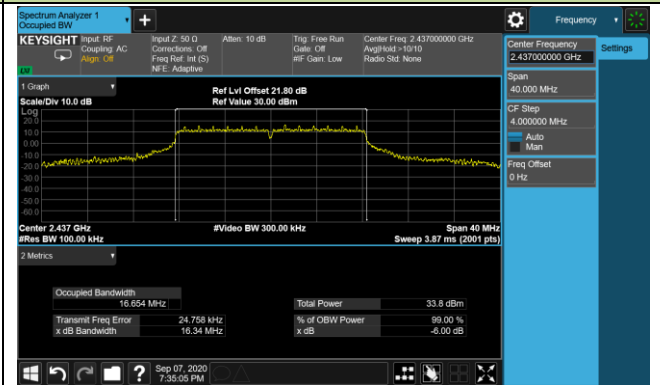 Spectrum Analyzer 1
Occupied BW
Frequency
KEYSIGHT
Input: RF
Coupling: AC
Align: Off
Input Z: 50 Ω
Corrections: Off
Freq Ref: Int (S)
NFE: Adaptive
Atten: 10 dB
Trig: Free Run
Gate: Off
#IF Gain: Low
Center Freq: 2.437000000 GHz
Avg|Hold:>10/10
Radio Std: None
Center Frequency
2.437000000 GHz
Settings
Span
40.000 MHz
CF Step
4.000000 MHz
Auto
Man
Freq Offset
0 Hz
1 Graph
Scale/Div 10.0 dB
Ref Lvl Offset 21.80 dB
Ref Value 30.00 dBm
Log
20.0
10.0
0.00
-10.0
-20.0
-30.0
-40.0
-50.0
-60.0
Center 2.437 GHz
#Res BW 100.00 kHz
#Video BW 300.00 kHz
Span 40 MHz
Sweep 3.87 ms (2001 pts)
2 Metrics
Occupied Bandwidth
16.654 MHz
Total Power 33.8 dBm
Transmit Freq Error 24.758 kHz
% of OBW Power 99.00 %
x dB Bandwidth 16.34 MHz
x dB -6.00 dB
?
Sep 07, 2020
7:35:05 PM